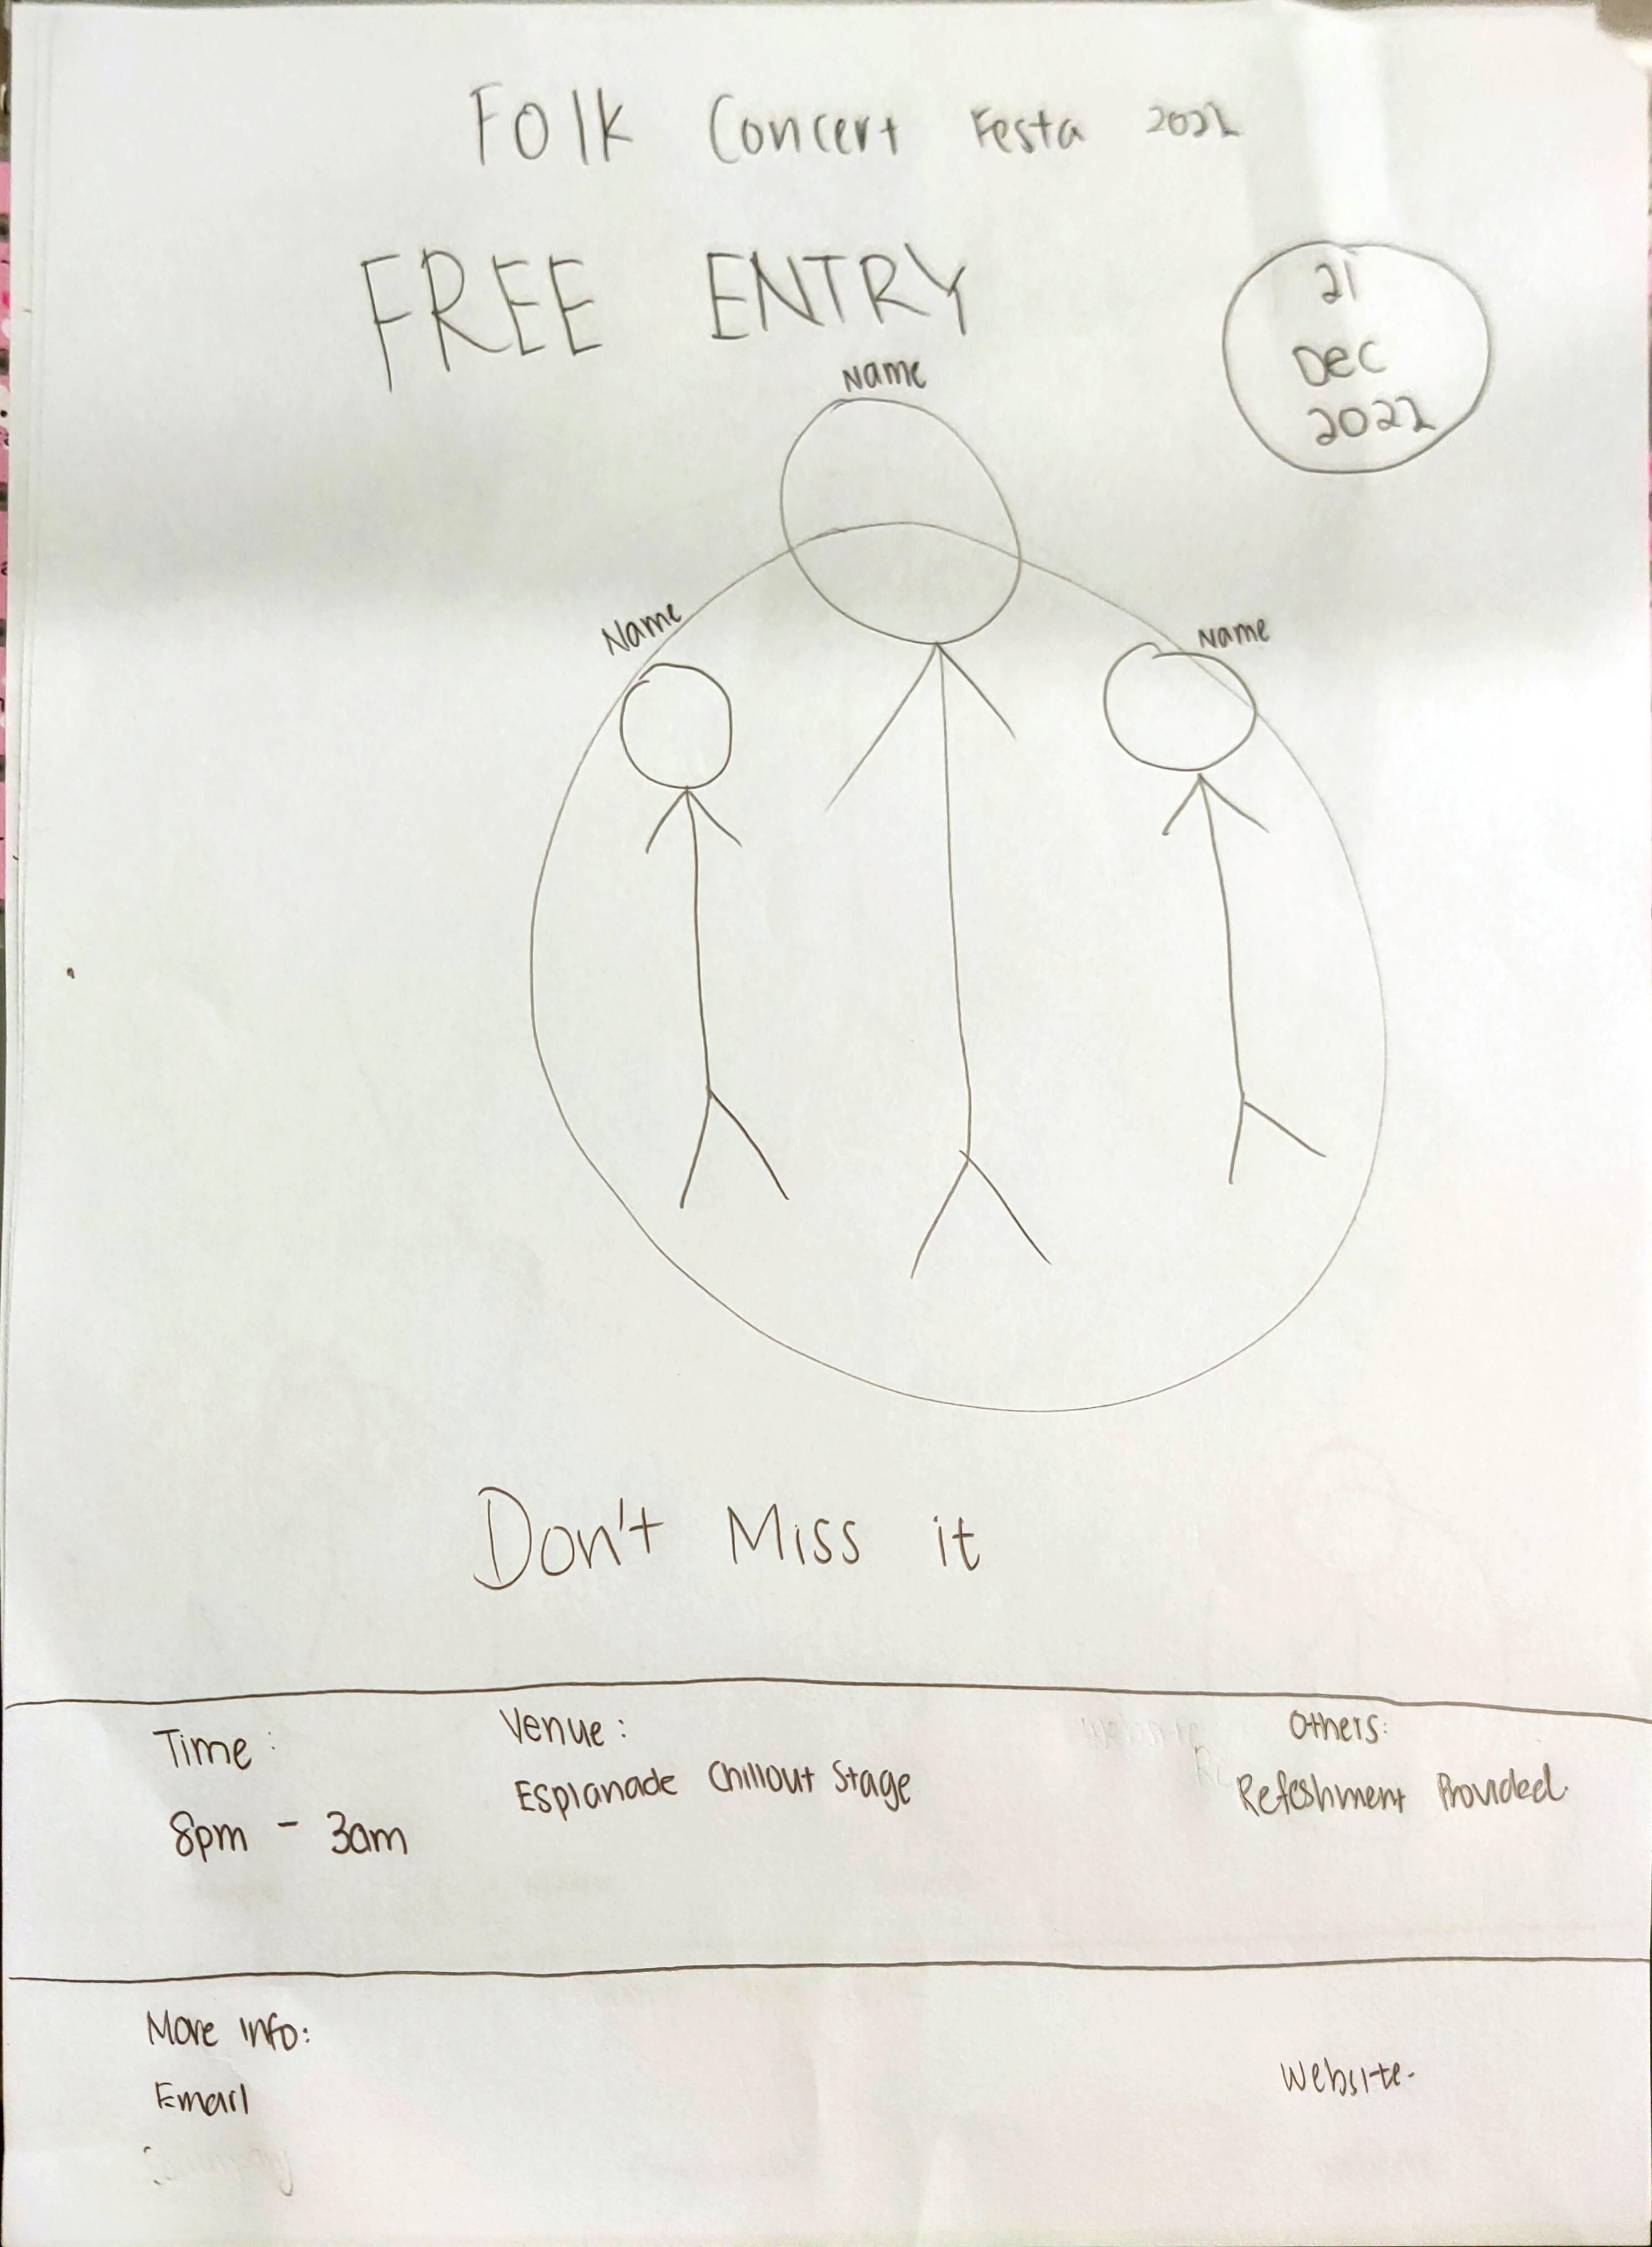 Folk Concert Festa 2022
FREE ENTRY
21
Dec
2022
Name
Name
Name
Don't Miss it
Time:
8pm - 3am
Venue:
Esplanade Chillout Stage
Others:
Refeshment Provided.
More info:
Email
Website.